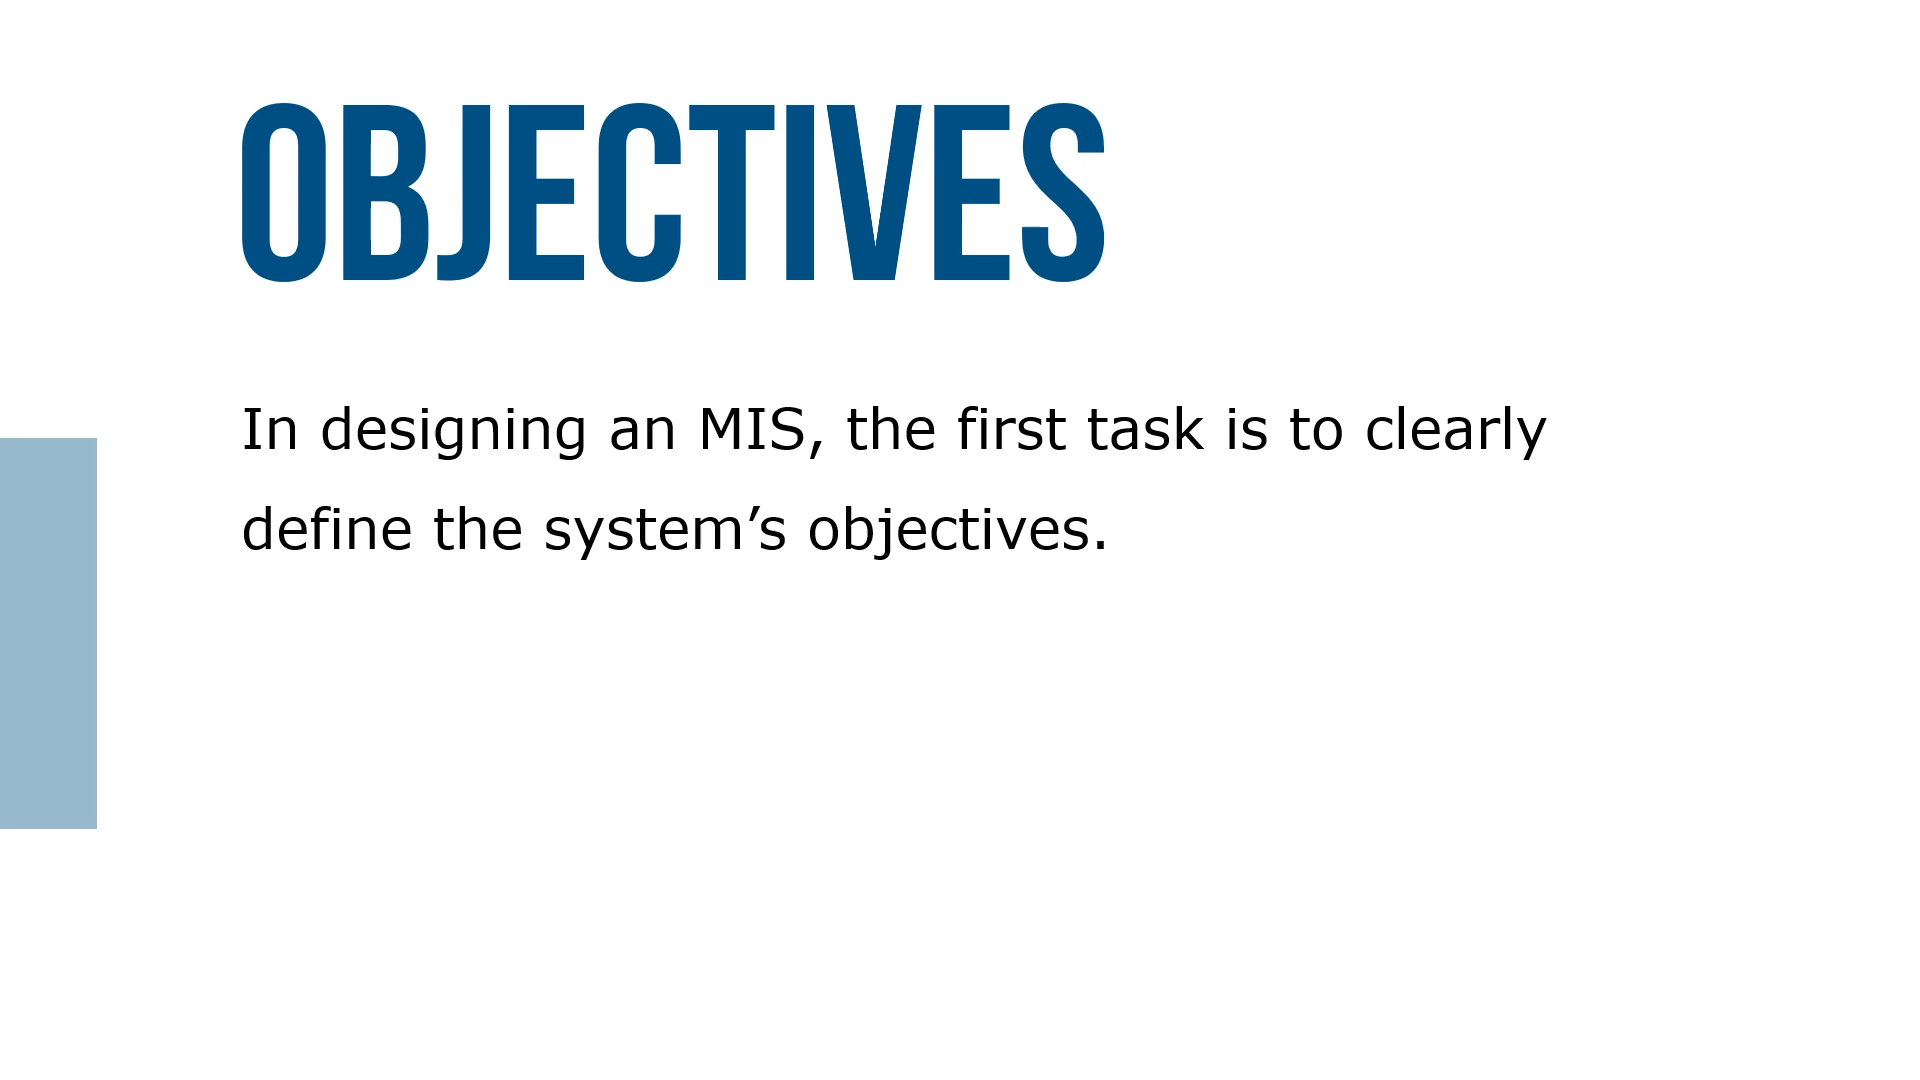 OBJECTIVES
In designing an MIS, the first task is to clearly
define the system’s objectives.